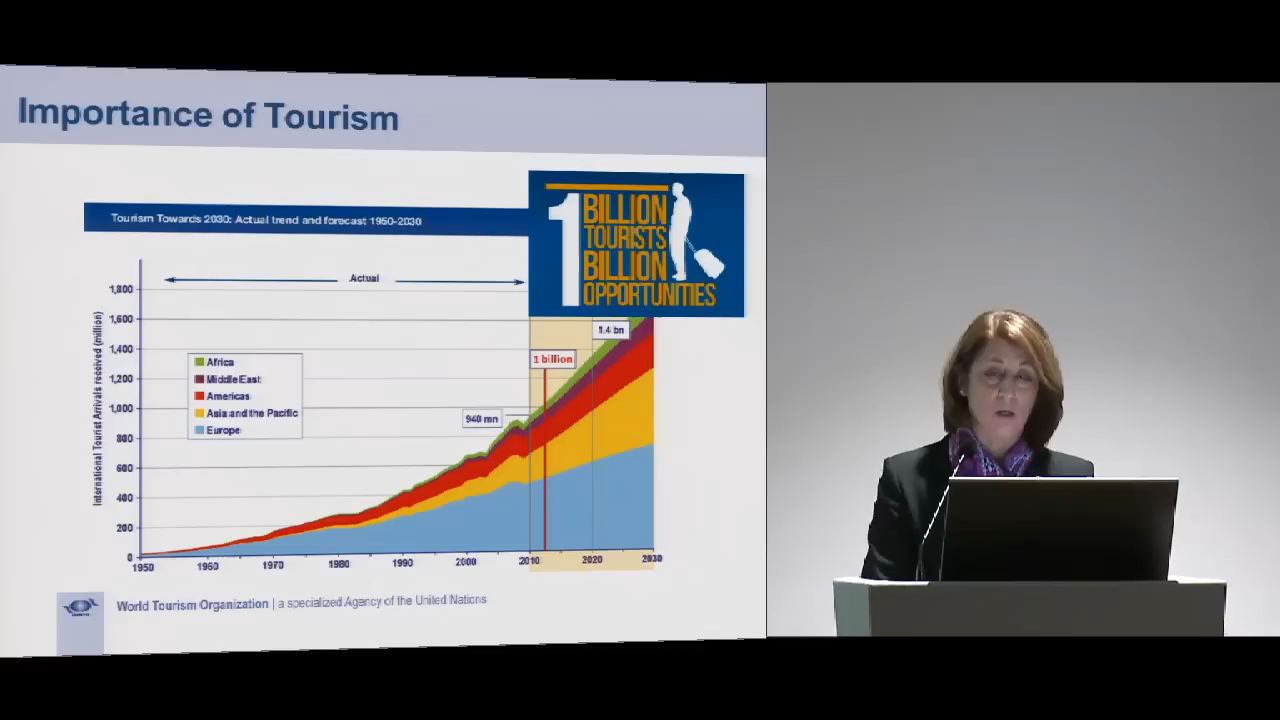 Importance of Tourism
Tourism Towards 2030: Actual trend and forecast 1950-2030
1 BILLION
TOURISTS
BILLION
OPPORTUNITIES
Actual
International Tourist Arrivals received (million)
1,800
1,600
1,400
1,200
1,000
800
600
400
200
0
Africa
Middle East
Americas
Asia and the Pacific
Europe
940 mn
1 billion
1.4 bn
1950 1960 1970 1980 1990 2000 2010 2020 2030
World Tourism Organization | a specialized Agency of the United Nations